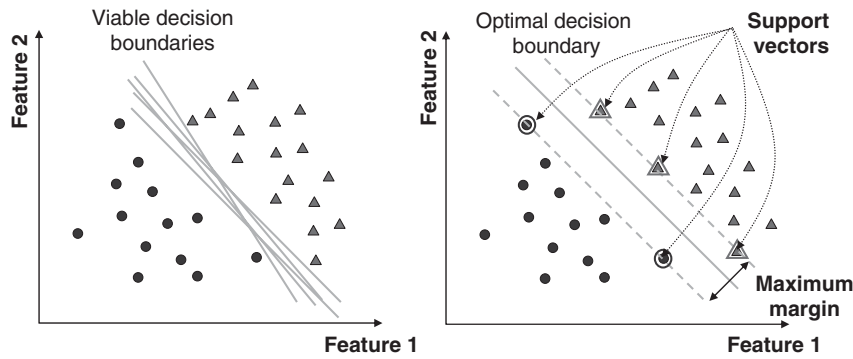 Viable decision
boundaries
Feature 2
Feature 1
Optimal decision
boundary
Support
vectors
Feature 2
Maximum
margin
Feature 1